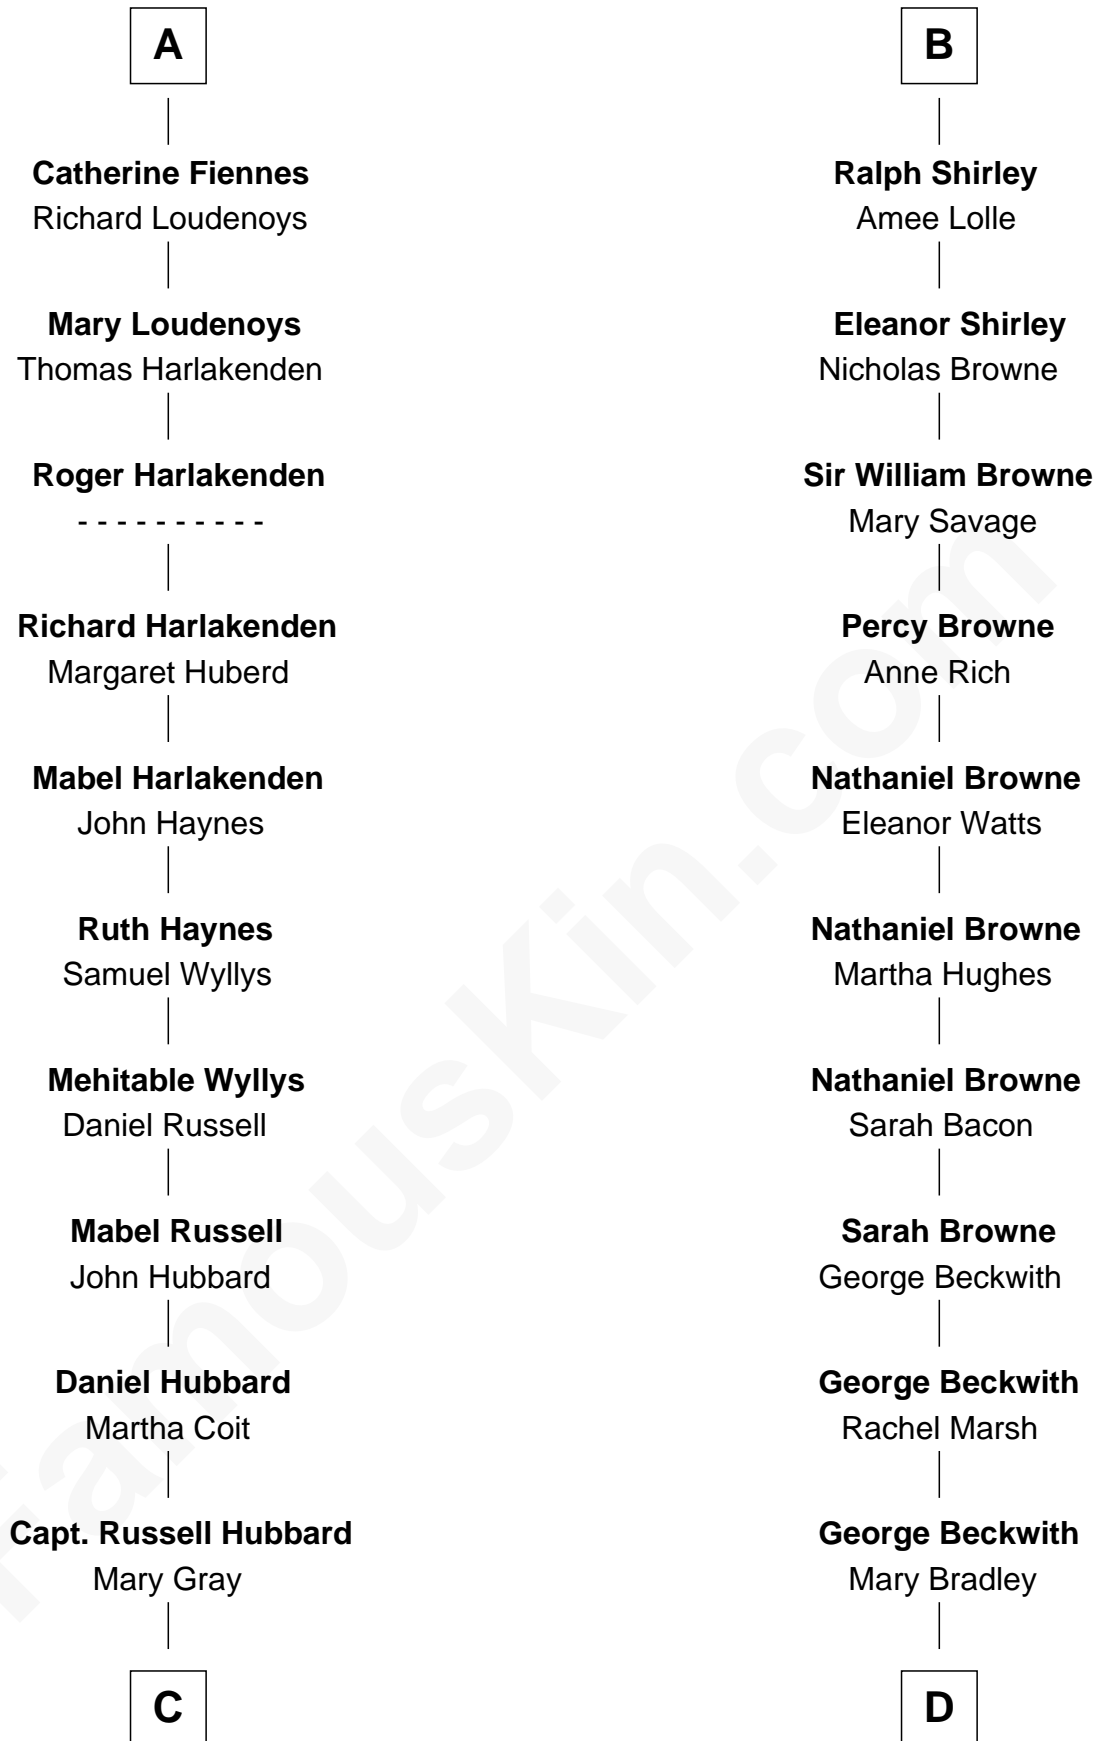 A
Catherine Fiennes
Richard Loudenoys
Mary Loudenoys
Thomas Harlakenden
Roger Harlakenden
- - - - - - - - - -
Richard Harlakenden
Margaret Huberd
Mabel Harlakenden
John Haynes
Ruth Haynes
Samuel Wyllys
Mehitable Wyllys
Daniel Russell
Mabel Russell
John Hubbard
Daniel Hubbard
Martha Coit
Capt. Russell Hubbard
Mary Gray
C
B
Ralph Shirley
Amee Lolle
Eleanor Shirley
Nicholas Browne
Sir William Browne
Mary Savage
Percy Browne
Anne Rich
Nathaniel Browne
Eleanor Watts
Nathaniel Browne
Martha Hughes
Nathaniel Browne
Sarah Bacon
Sarah Browne
George Beckwith
George Beckwith
Rachel Marsh
George Beckwith
Mary Bradley
D
FamousKin.com